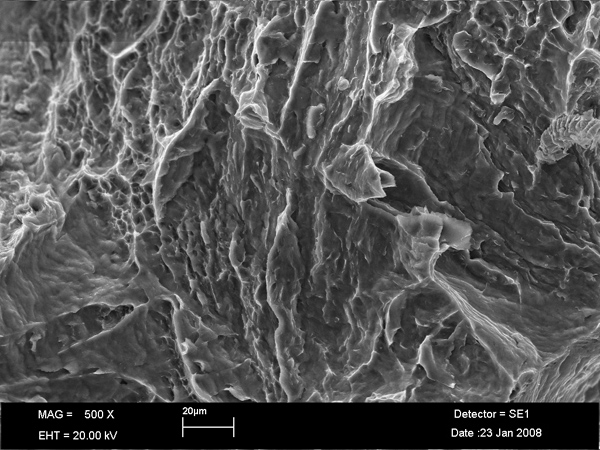 MAG = 500 X
EHT = 20.00 kV
20µm
Detector = SE1
Date :23 Jan 2008